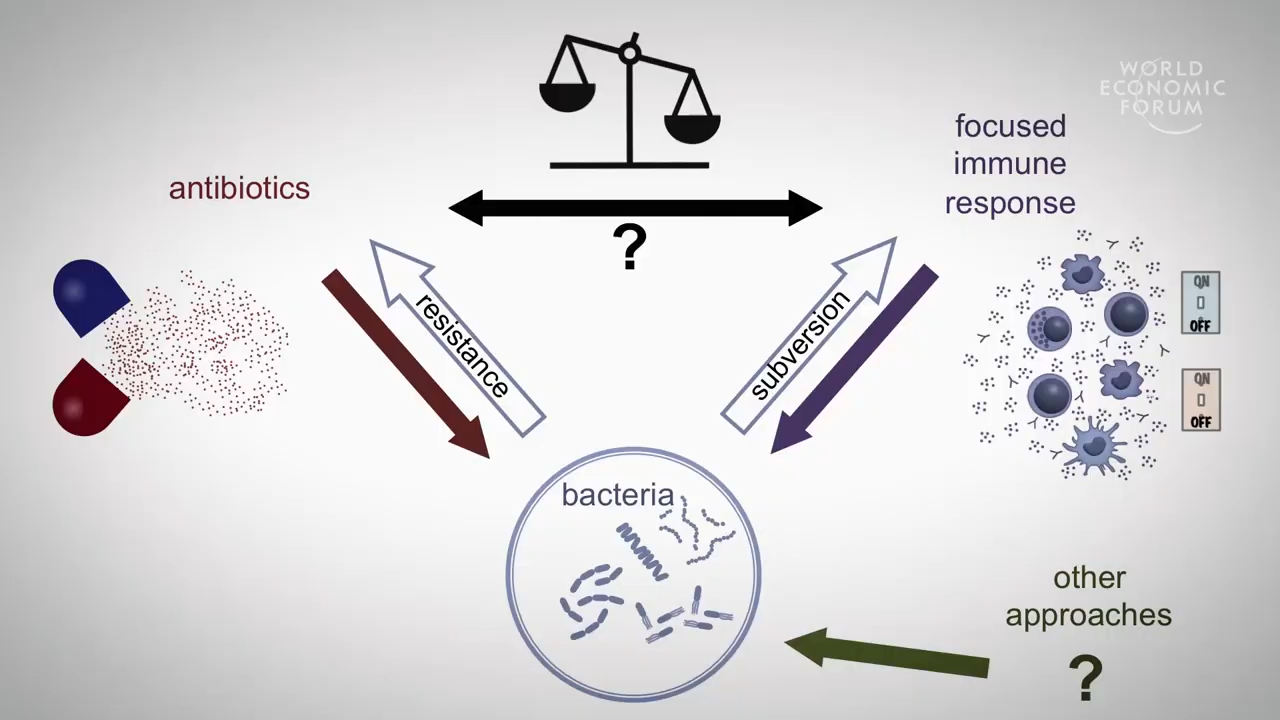 WORLD
ECONOMIC
FORUM
focused
immune
response
antibiotics
?
resistance
subversion
ON
OFF
ON
OFF
bacteria
other
approaches
?